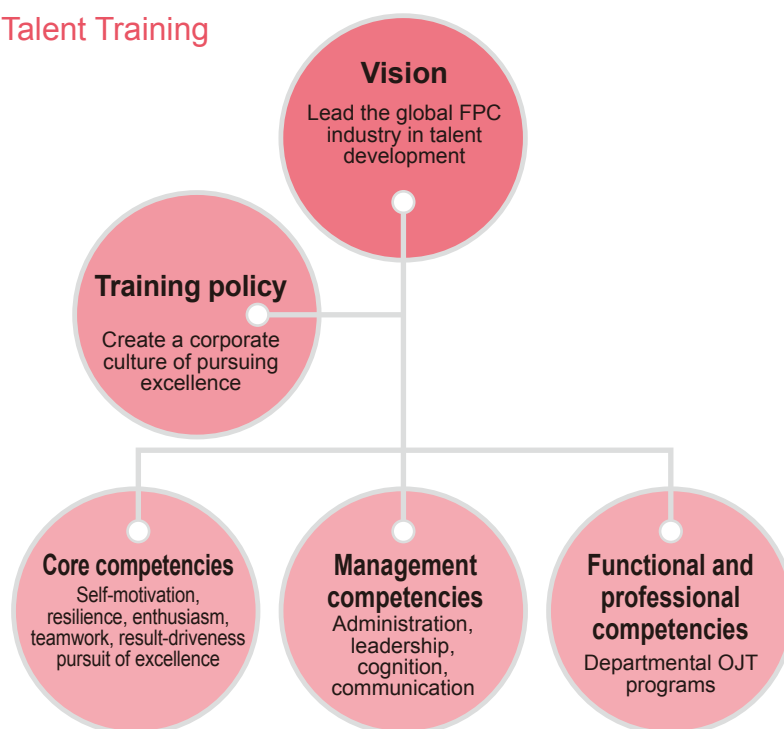 Talent Training
Vision
Lead the global FPC
industry in talent
development
Training policy
Create a corporate
culture of pursuing
excellence
Core competencies
Self-motivation,
resilience, enthusiasm,
teamwork, result-driveness
pursuit of excellence
Management
competencies
Administration,
leadership,
cognition,
communication
Functional and
professional
competencies
Departmental OJT
programs